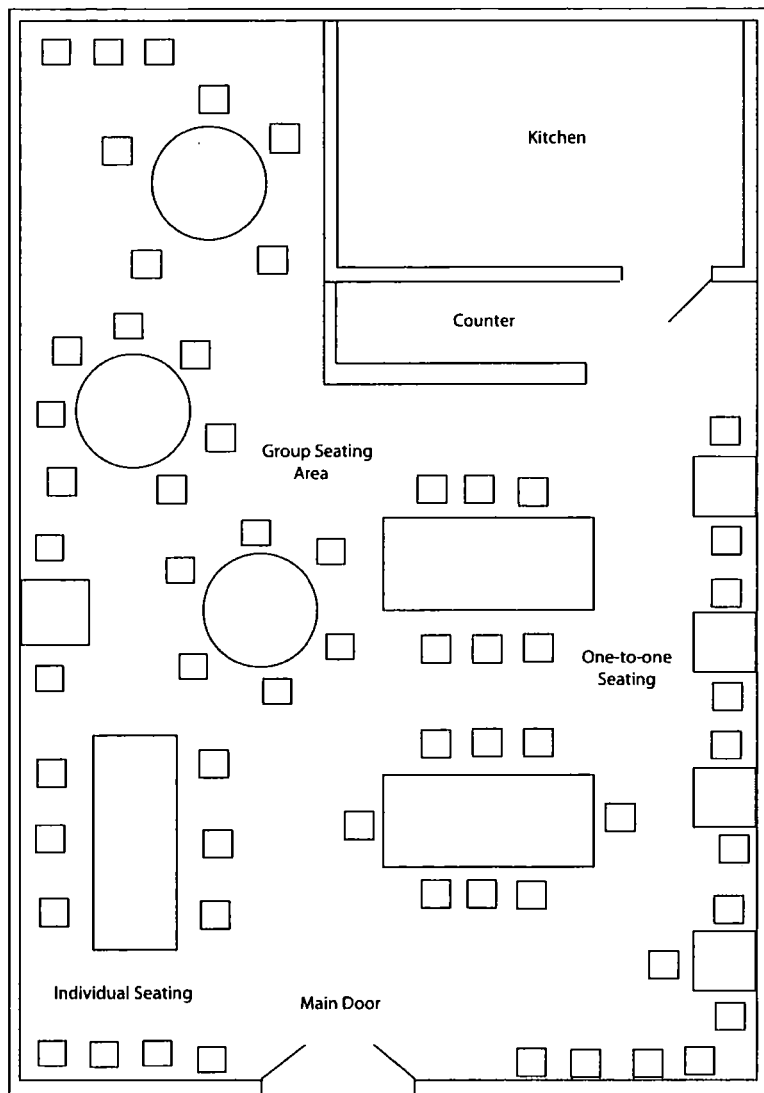 Kitchen
Counter
Group Seating
Area
One-to-one
Seating
Individual Seating
Main Door